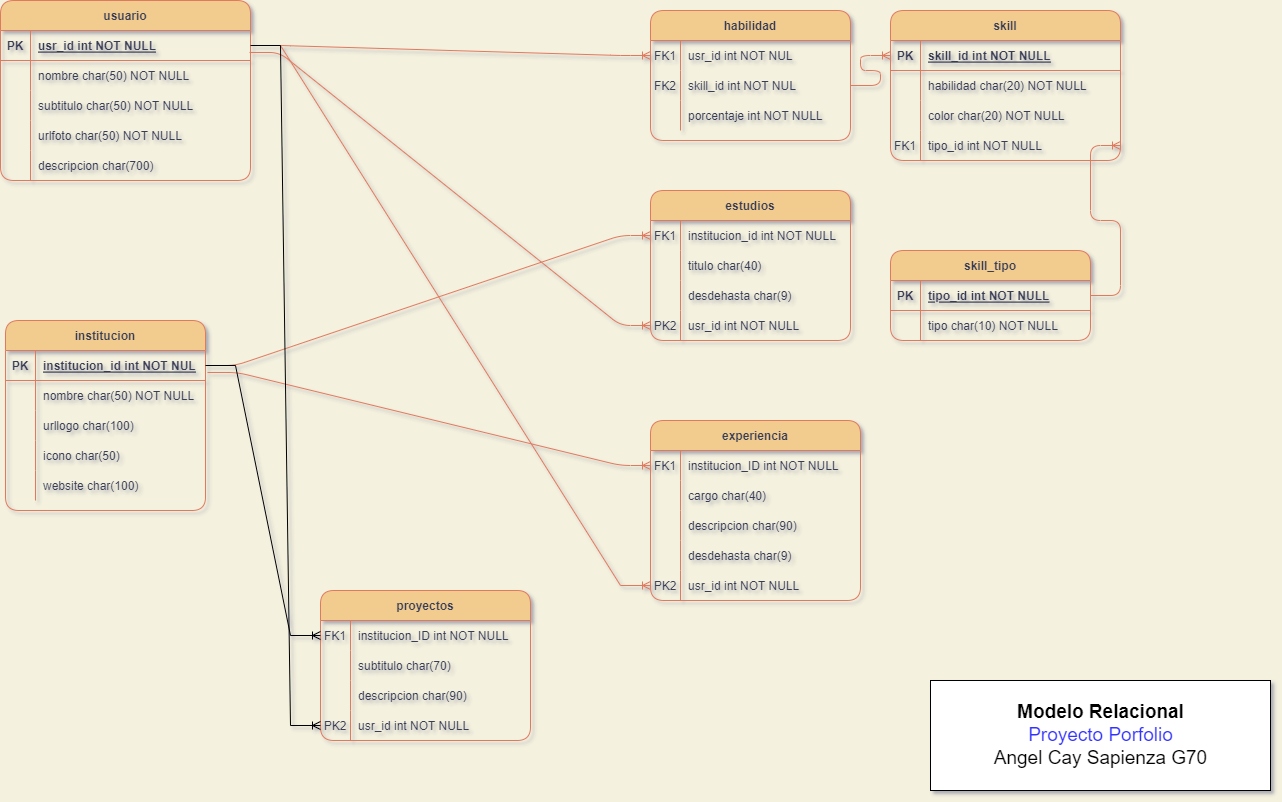 usuario
PK usr_id int NOT NULL
nombre char(50) NOT NULL
subtitulo char(50) NOT NULL
urlfoto char(50) NOT NULL
descripcion char(700)
habilidad
FK1 usr_id int NOT NUL
FK2 skill_id int NOT NUL
porcentaje int NOT NULL
skill
PK skill_id int NOT NULL
habilidad char(20) NOT NULL
color char(20) NOT NULL
FK1 tipo_id int NOT NULL
estudios
FK1 institucion_id int NOT NULL
titulo char(40)
desdehasta char(9)
PK2 usr_id int NOT NULL
skill_tipo
PK tipo_id int NOT NULL
tipo char(10) NOT NULL
institucion
PK institucion_id int NOT NUL
nombre char(50) NOT NULL
urllogo char(100)
icono char(50)
website char(100)
experiencia
FK1 institucion_ID int NOT NULL
cargo char(40)
descripcion char(90)
desdehasta char(9)
PK2 usr_id int NOT NULL
proyectos
FK1 institucion_ID int NOT NULL
subtitulo char(70)
descripcion char(90)
PK2 usr_id int NOT NULL
Modelo Relacional
Proyecto Porfolio
Angel Cay Sapienza G70